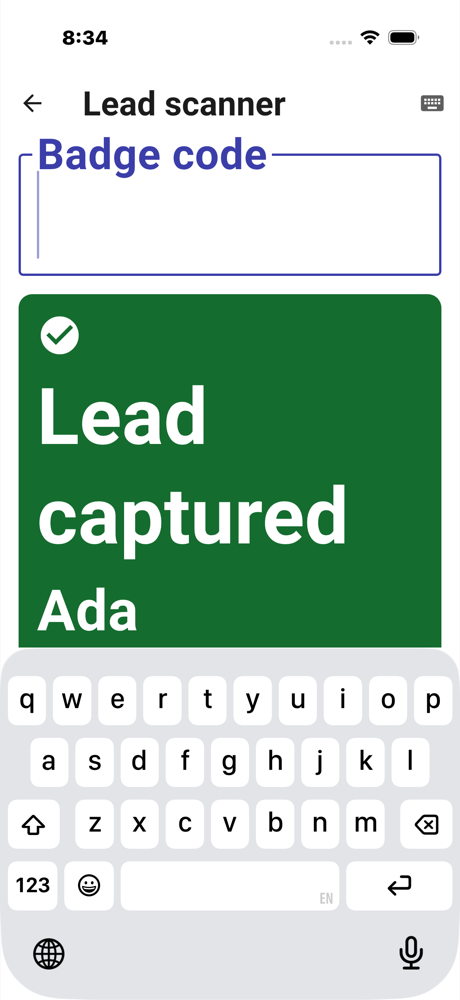 8:34
Lead scanner
Badge code
Lead
captured
Ada
q w e r t y u i o p
a s d f g h j k l
z x c v b n m
123
EN